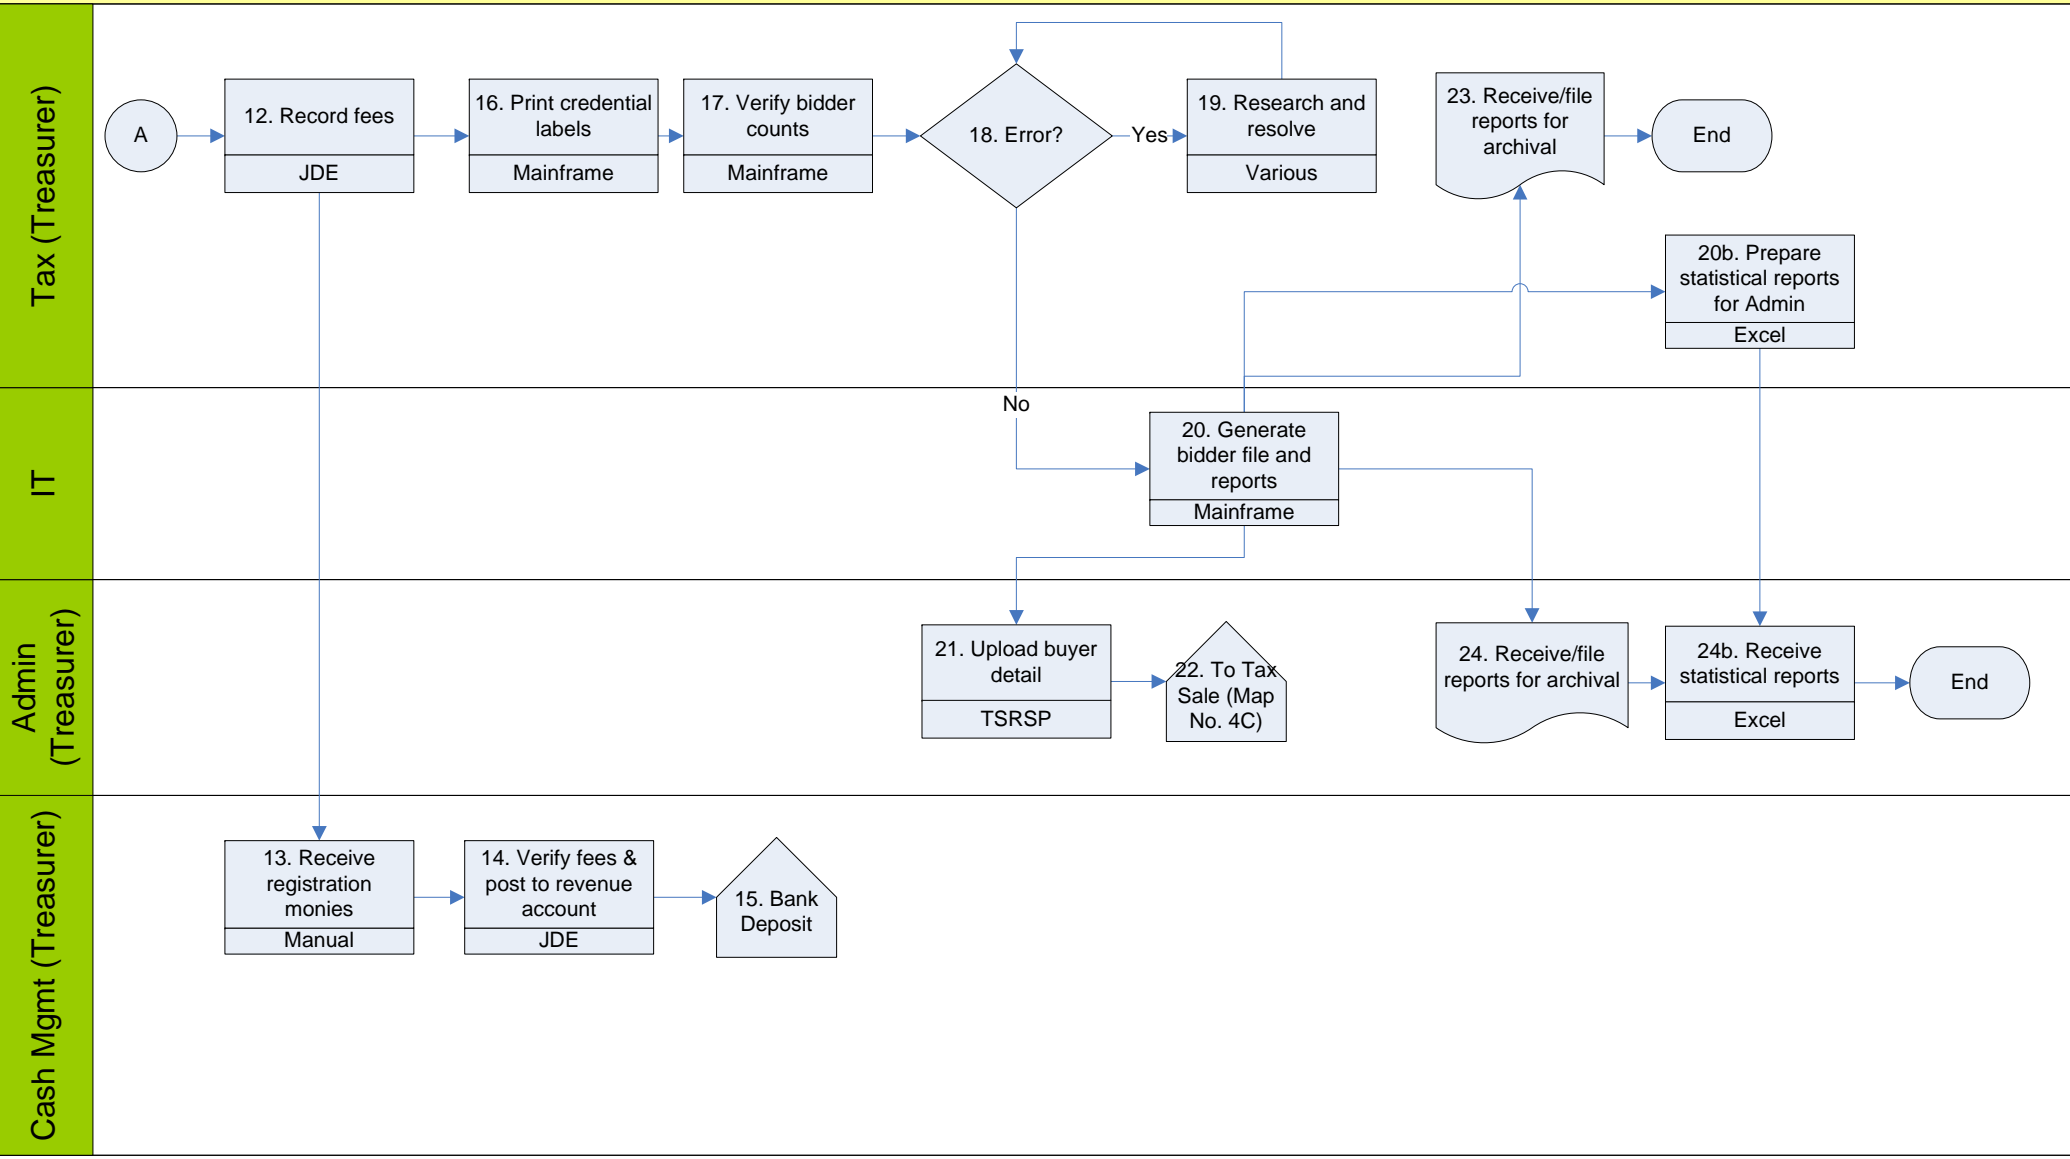 Tax (Treasurer)
A
12. Record fees
JDE
16. Print credential
labels
Mainframe
17. Verify bidder
counts
Mainframe
18. Error?
Yes
19. Research and
resolve
Various
23. Receive/file
reports for
archival
End
20b. Prepare
statistical reports
for Admin
Excel
IT
No
20. Generate
bidder file and
reports
Mainframe
Admin
(Treasurer)
21. Upload buyer
detail
TSRSP
22. To Tax
Sale (Map
No. 4C)
24. Receive/file
reports for archival
24b. Receive
statistical reports
Excel
End
Cash Mgmt (Treasurer)
13. Receive
registration
monies
Manual
14. Verify fees &
post to revenue
account
JDE
15. Bank
Deposit